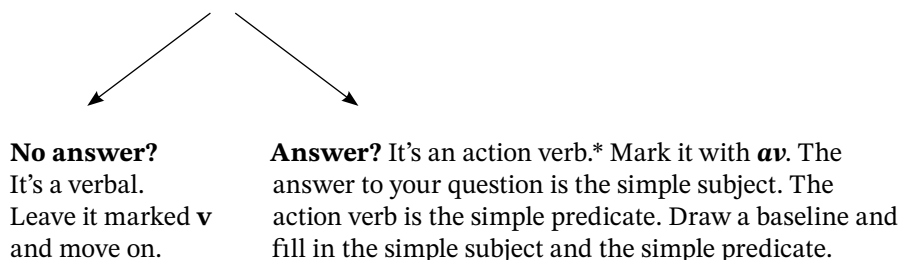 No answer?
It’s a verbal.
Leave it marked v
and move on.
Answer? It’s an action verb.* Mark it with av. The
answer to your question is the simple subject. The
action verb is the simple predicate. Draw a baseline and
fill in the simple subject and the simple predicate.